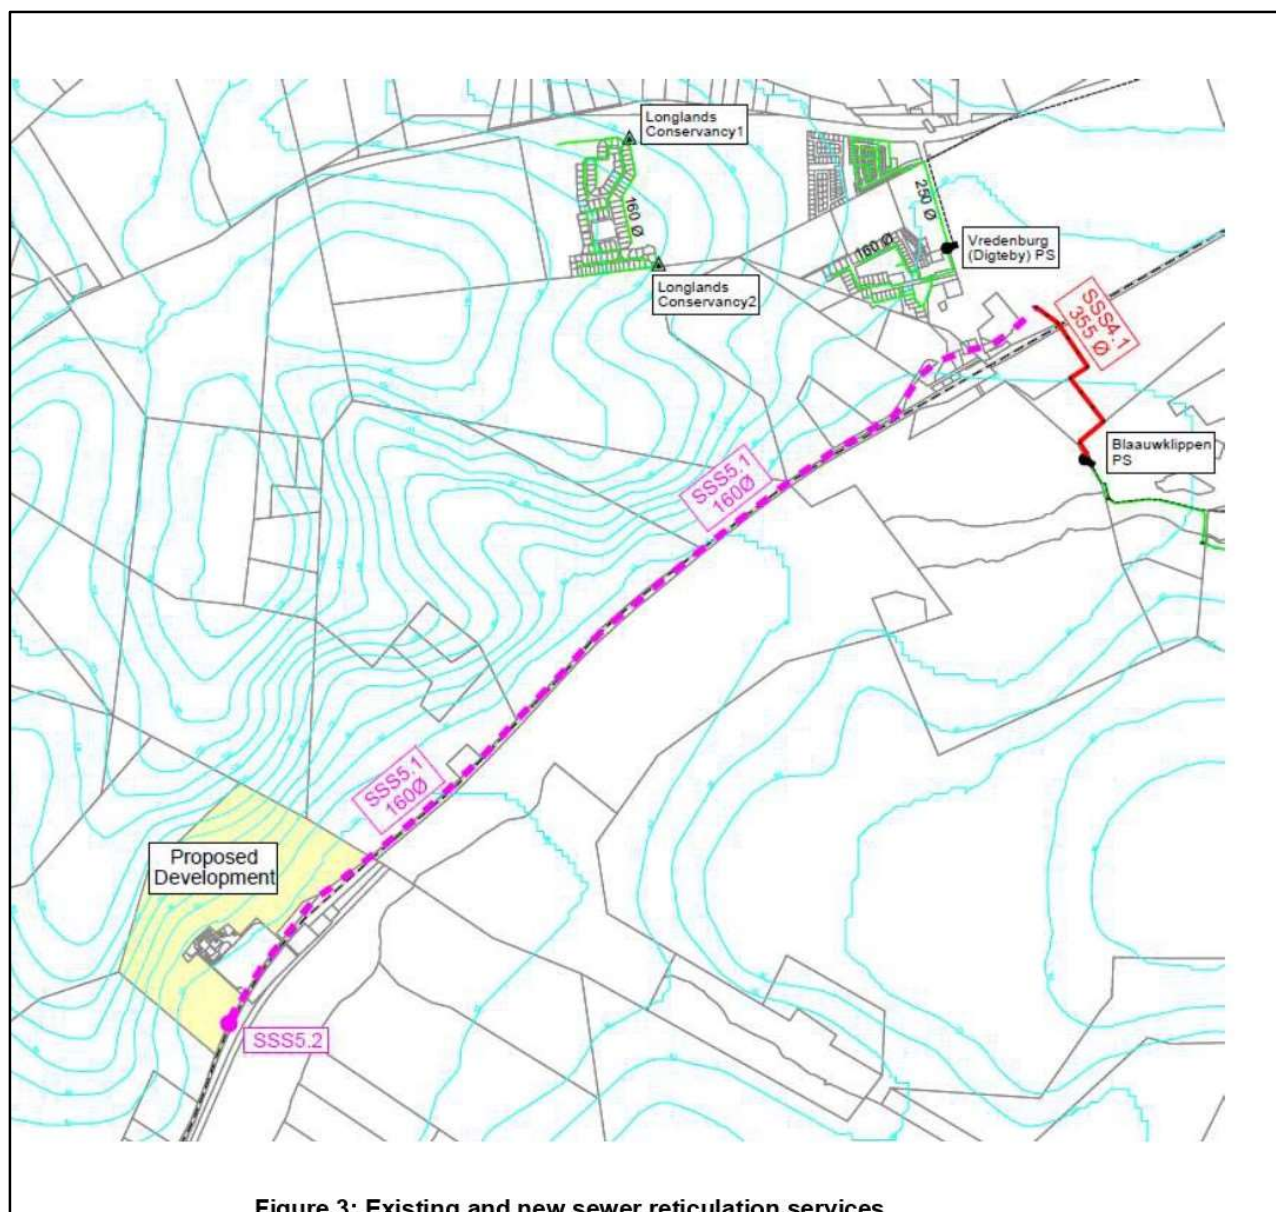 Longlands
Conservancy1
160 Ø
250 Ø
160 Ø
Vredenburg
(Digteby) PS
Longlands
Conservancy2
SSS4.1
355 Ø
Blaauwklippen
PS
SSS5.1
160Ø
SSS5.1
160Ø
Proposed
Development
SSS5.2
Figure 3: Existing and new sewer reticulation services